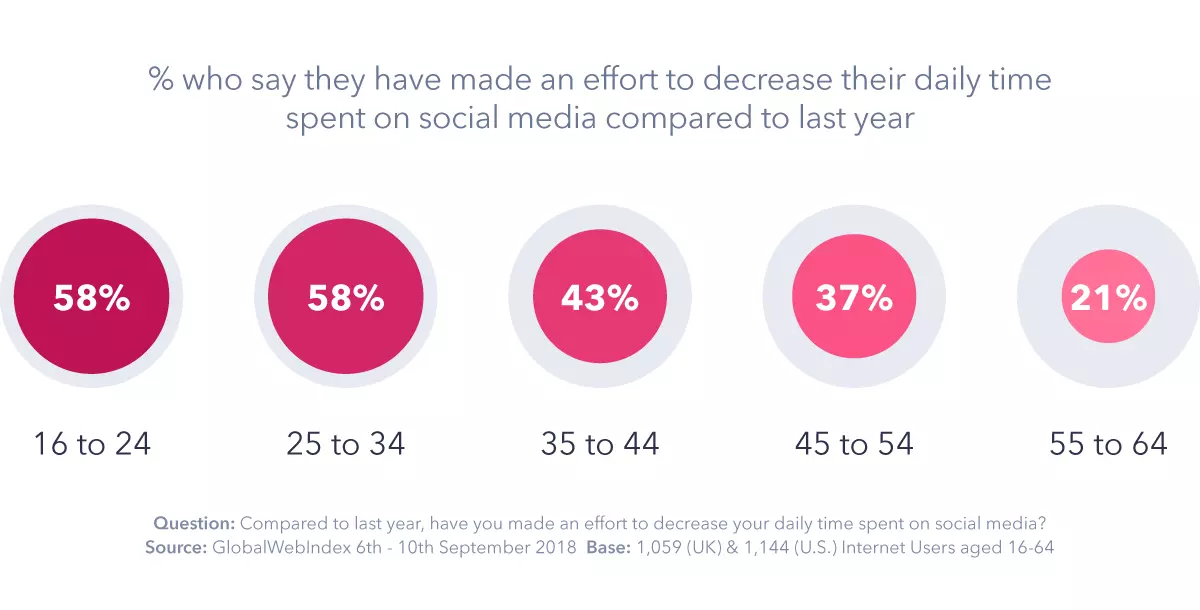 % who say they have made an effort to decrease their daily time
spent on social media compared to last year
58%
58%
43%
37%
21%
16 to 24
25 to 34
35 to 44
45 to 54
55 to 64
Question: Compared to last year, have you made an effort to decrease your daily time spent on social media?
Source: GlobalWebIndex 6th - 10th September 2018 Base: 1,059 (UK) & 1,144 (U.S.) Internet Users aged 16-64